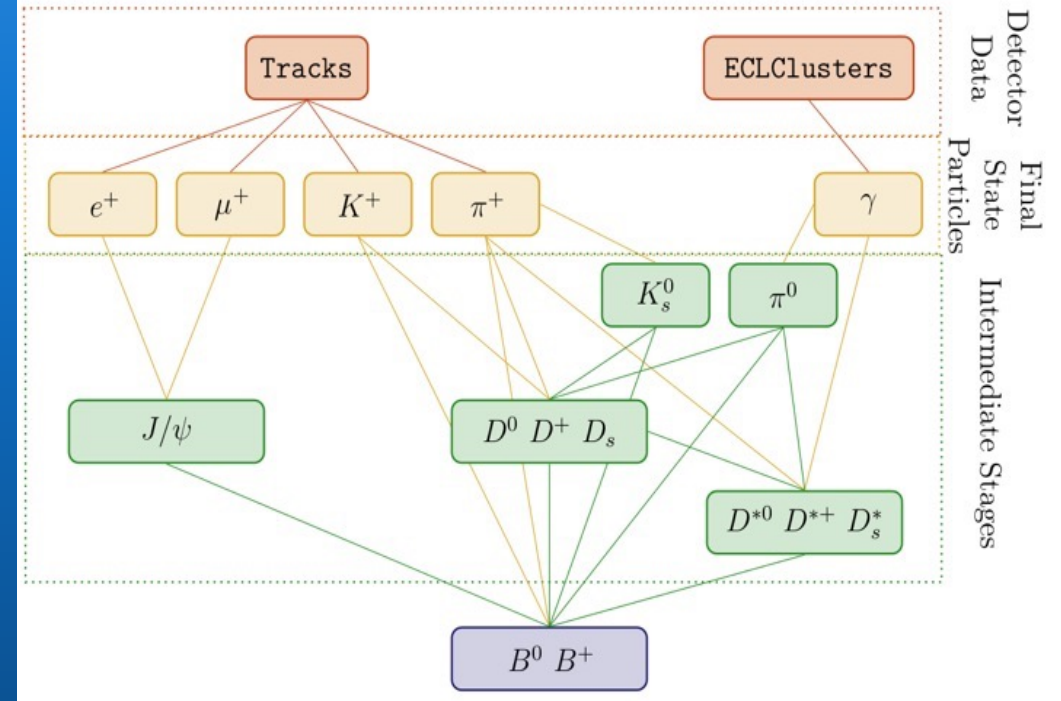 Tracks
ECLClusters
Detector
Data
e⁺
μ⁺
K⁺
π⁺
γ
Final
State
Particles
K⁰ₛ
π⁰
J/ψ
D⁰ D⁺ Dₛ
D*⁰ D*⁺ D*ₛ
Intermediate Stages
B⁰ B⁺